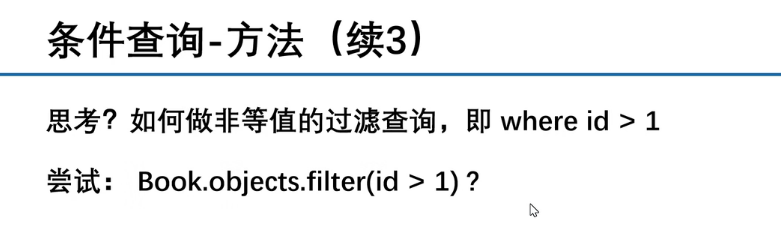 条件查询-方法（续3）
思考？如何做非等值的过滤查询，即 where id > 1
尝试： Book.objects.filter(id > 1) ?